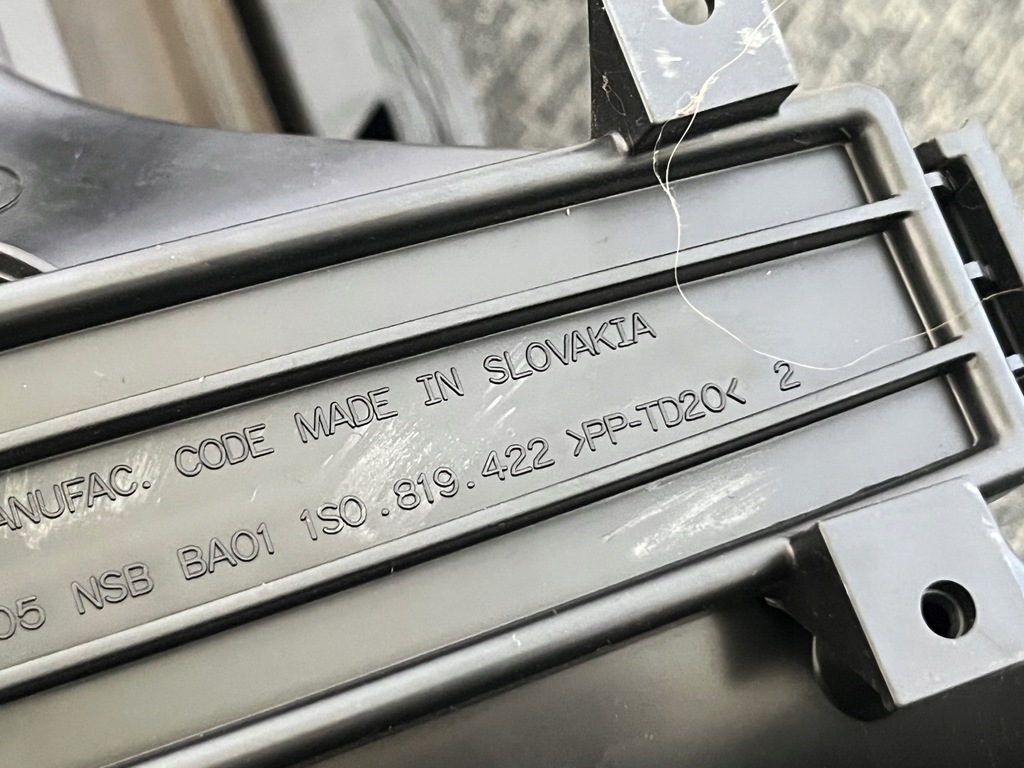 ANUFAC. CODE MADE IN SLOVAKIA
05 NSB BA01 1S0.819.422 >PP-TD20< 2